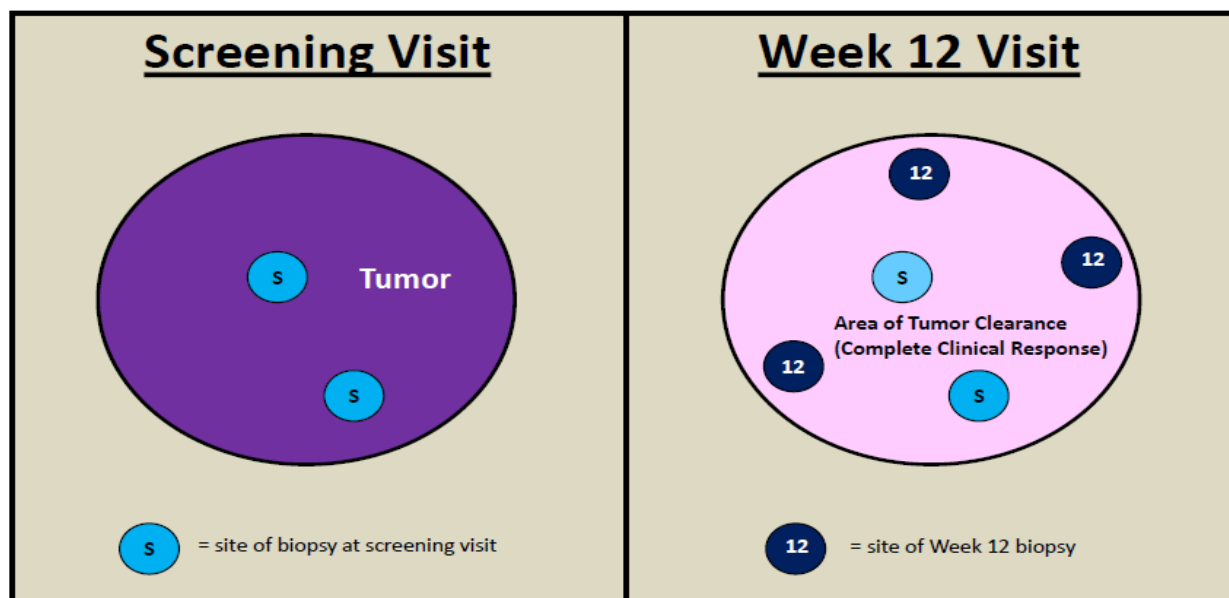 Screening Visit
S
Tumor
S
S
= site of biopsy at screening visit
Week 12 Visit
12
12
S
Area of Tumor Clearance
(Complete Clinical Response)
12
S
12
= site of Week 12 biopsy